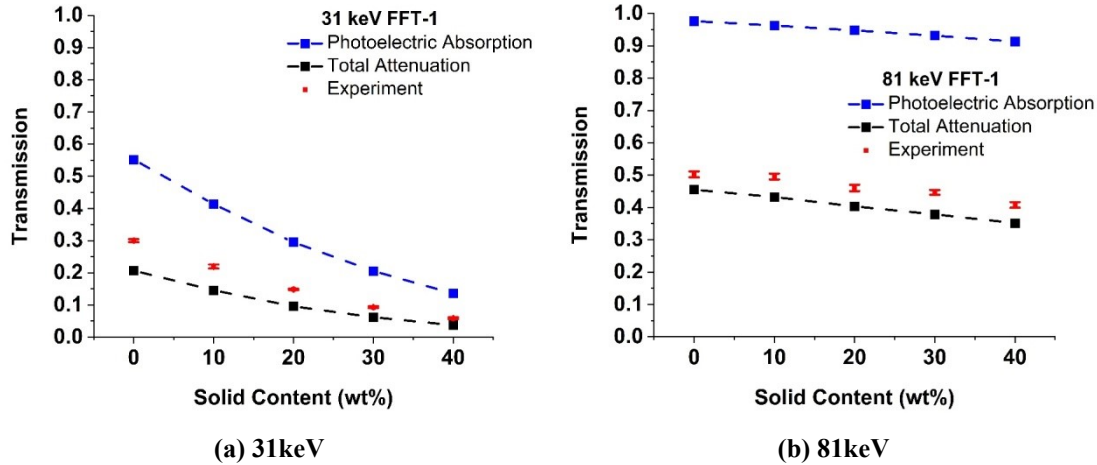 31 keV FFT-1
Photoelectric Absorption
Total Attenuation
Experiment
1.0
0.9
0.8
0.7
0.6
0.5
0.4
0.3
0.2
0.1
0.0
Transmission
0 10 20 30 40
Solid Content (wt%)
(a) 31keV
81 keV FFT-1
Photoelectric Absorption
Total Attenuation
Experiment
1.0
0.9
0.8
0.7
0.6
0.5
0.4
0.3
0.2
0.1
0.0
Transmission
0 10 20 30 40
Solid Content (wt%)
(b) 81keV